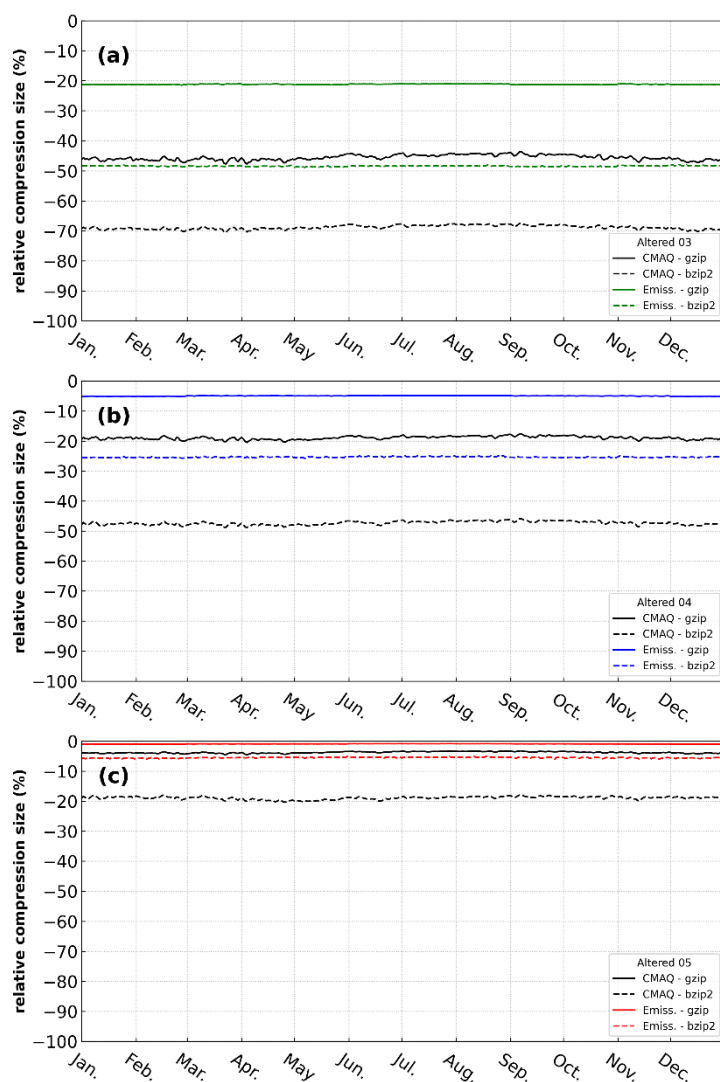 0
−10
−20
−30
−40
−50
−60
−70
−80
−90
−100
relative compression size (%)
(a)
Altered 03
CMAQ - gzip
CMAQ - bzip2
Emiss. - gzip
Emiss. - bzip2
Jan. Feb. Mar. Apr. May Jun. Jul. Aug. Sep. Oct. Nov. Dec.
0
−10
−20
−30
−40
−50
−60
−70
−80
−90
−100
relative compression size (%)
(b)
Altered 04
CMAQ - gzip
CMAQ - bzip2
Emiss. - gzip
Emiss. - bzip2
Jan. Feb. Mar. Apr. May Jun. Jul. Aug. Sep. Oct. Nov. Dec.
0
−10
−20
−30
−40
−50
−60
−70
−80
−90
−100
relative compression size (%)
(c)
Altered 05
CMAQ - gzip
CMAQ - bzip2
Emiss. - gzip
Emiss. - bzip2
Jan. Feb. Mar. Apr. May Jun. Jul. Aug. Sep. Oct. Nov. Dec.